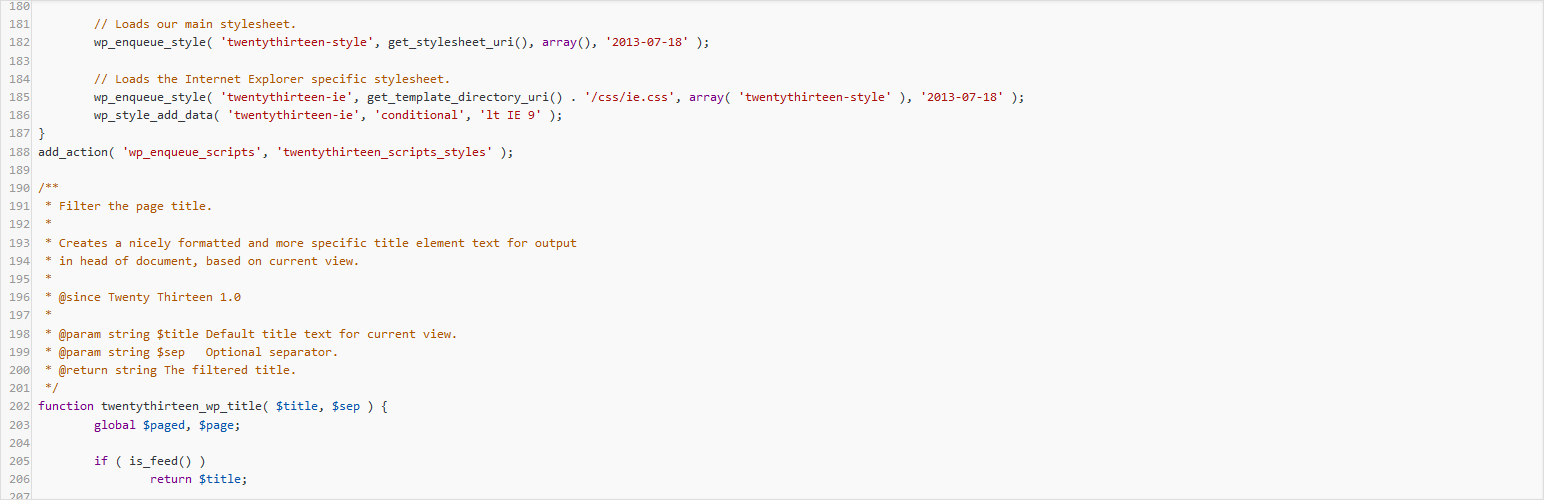 180
181 // Loads our main stylesheet.
182 wp_enqueue_style( 'twentythirteen-style', get_stylesheet_uri(), array(), '2013-07-18' );
183
184 // Loads the Internet Explorer specific stylesheet.
185 wp_enqueue_style( 'twentythirteen-ie', get_template_directory_uri() . '/css/ie.css', array( 'twentythirteen-style' ), '2013-07-18' );
186 wp_style_add_data( 'twentythirteen-ie', 'conditional', 'lt IE 9' );
187 }
188 add_action( 'wp_enqueue_scripts', 'twentythirteen_scripts_styles' );
189
190 /**
191 * Filter the page title.
192 *
193 * Creates a nicely formatted and more specific title element text for output
194 * in head of document, based on current view.
195 *
196 * @since Twenty Thirteen 1.0
197 *
198 * @param string $title Default title text for current view.
199 * @param string $sep   Optional separator.
200 * @return string The filtered title.
201 */
202 function twentythirteen_wp_title( $title, $sep ) {
203 global $paged, $page;
204
205 if ( is_feed() )
206 return $title;
207